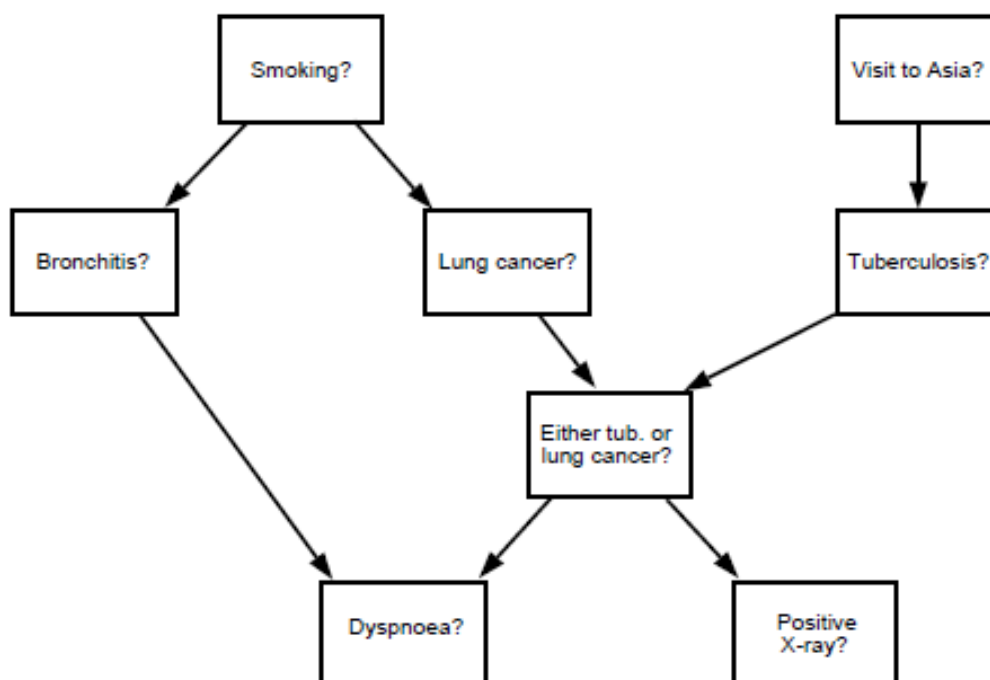 Smoking?
Visit to Asia?
Bronchitis?
Lung cancer?
Tuberculosis?
Either tub. or
lung cancer?
Dyspnoea?
Positive
X-ray?